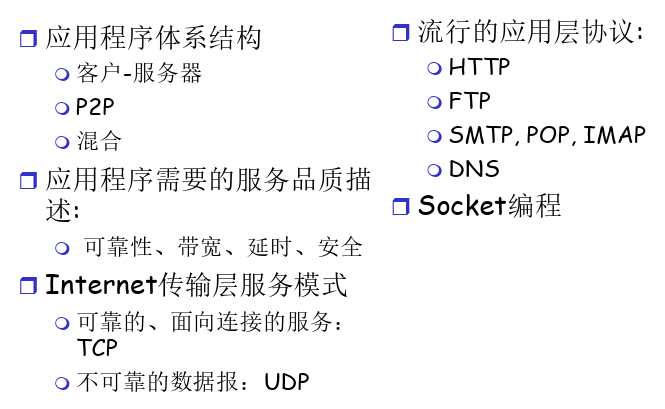 应用程序体系结构
客户-服务器
P2P
混合
应用程序需要的服务品质描
述:
可靠性、带宽、延时、安全
Internet传输层服务模式
可靠的、面向连接的服务：
TCP
不可靠的数据报：UDP
流行的应用层协议:
HTTP
FTP
SMTP, POP, IMAP
DNS
Socket编程